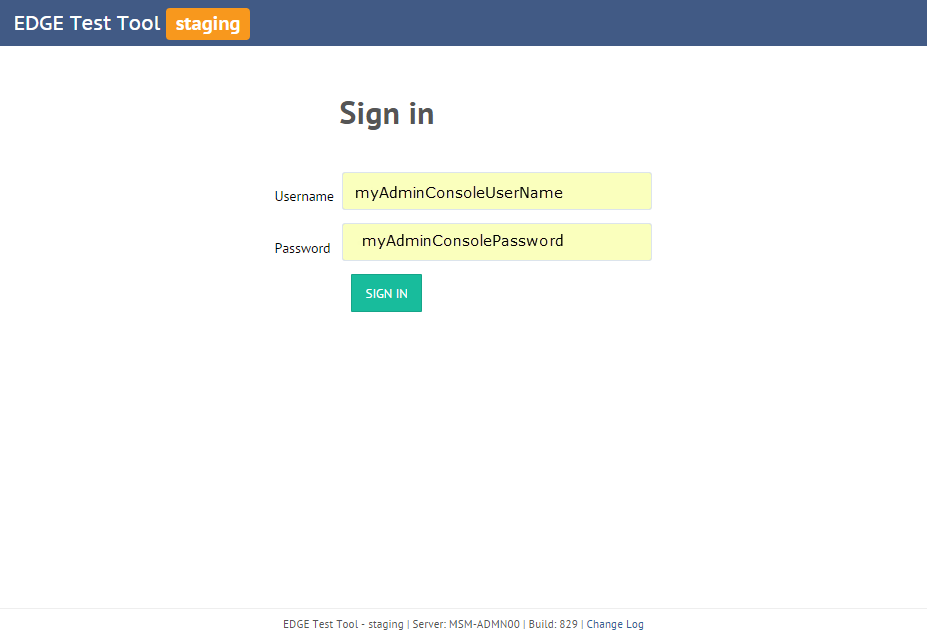 EDGE Test Tool staging
Sign in
Username myAdminConsoleUserName
Password myAdminConsolePassword
SIGN IN
EDGE Test Tool - staging | Server: MSM-ADMN00 | Build: 829 | Change Log